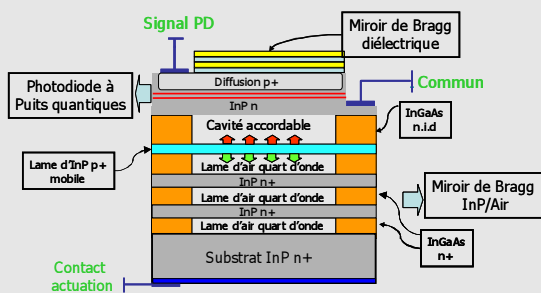 Signal PD
Miroir de Bragg
diélectrique
Photodiode à
Puits quantiques
Diffusion p+
Commun
InP n
InGaAs
n.i.d
Cavité accordable
Lame d'InP p+
mobile
Lame d'air quart d'onde
InP n+
Lame d'air quart d'onde
InP n+
Lame d'air quart d'onde
Miroir de Bragg
InP/Air
InGaAs
n+
Substrat InP n+
Contact
actuation